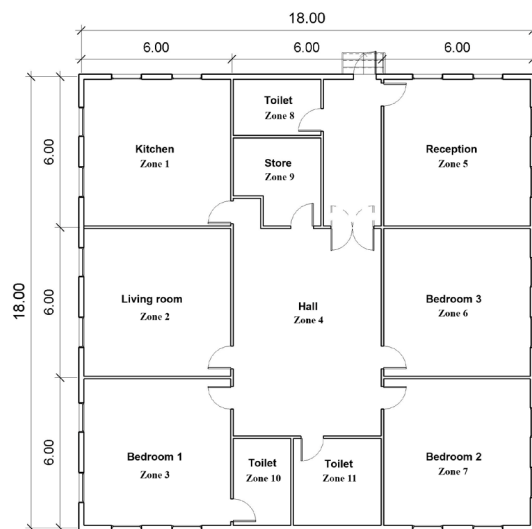 18.00
6.00
6.00
6.00
18.00
6.00
6.00
6.00
Kitchen
Zone 1
Toilet
Zone 8
Store
Zone 9
Reception
Zone 5
Living room
Zone 2
Hall
Zone 4
Bedroom 3
Zone 6
Bedroom 1
Zone 3
Toilet
Zone 10
Toilet
Zone 11
Bedroom 2
Zone 7